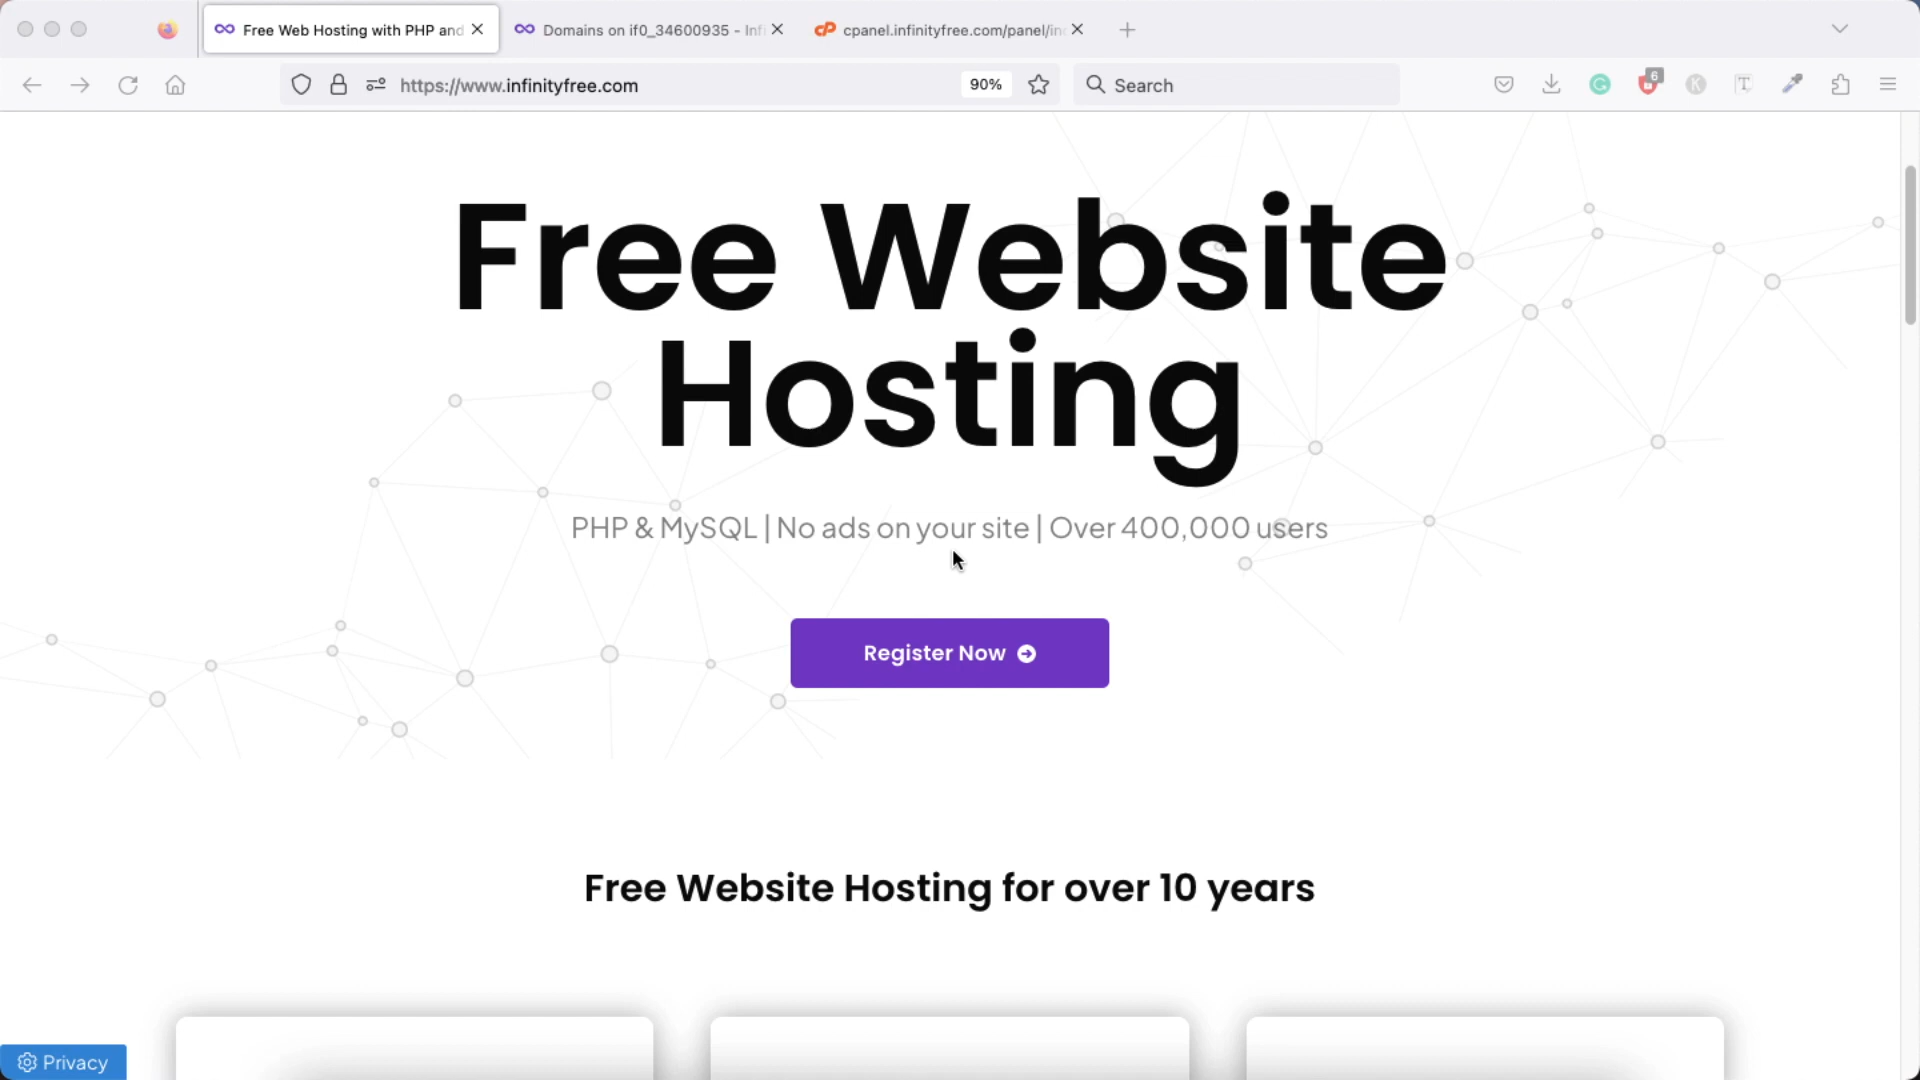 Free Web Hosting with PHP and
Domains on if0_34600935 - Inf
cpanel.infinityfree.com/panel/in
https://www.infinityfree.com
90%
Search
6
Free Website
Hosting
PHP & MySQL | No ads on your site | Over 400,000 users
Register Now
Free Website Hosting for over 10 years
Privacy